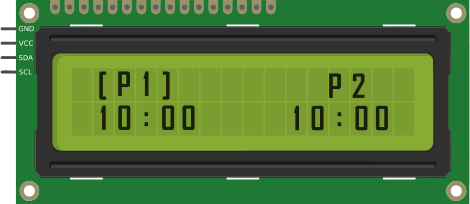 GND
VCC
SDA
SCL
[P1] P2
10:00 10:00